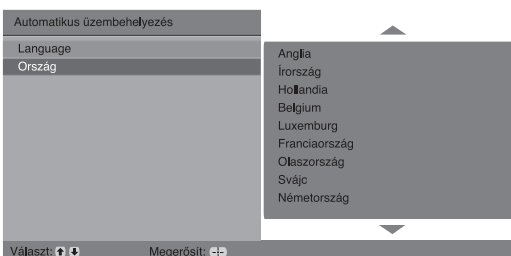 Automatikus üzembehelyezés
Language
Ország
Anglia
Írország
Hollandia
Belgium
Luxemburg
Franciaország
Olaszország
Svájc
Németország
Választ: Megerősít: